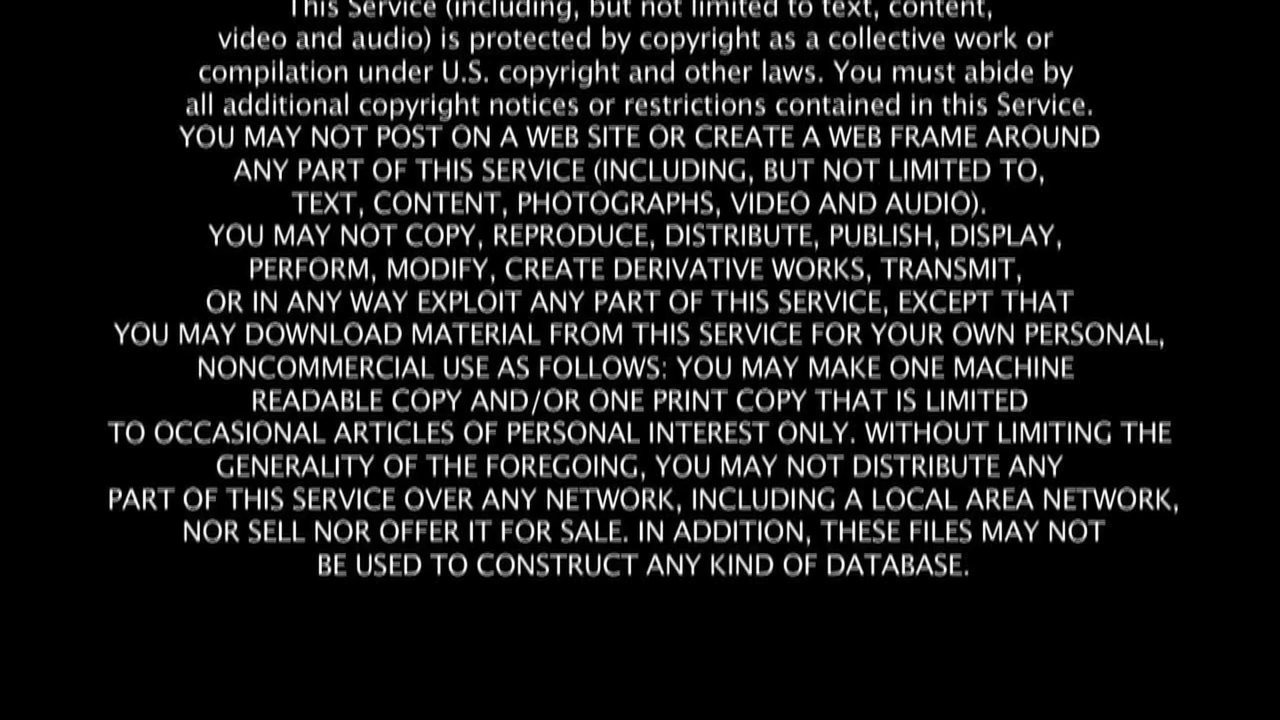 This Service (including, but not limited to text, content,
video and audio) is protected by copyright as a collective work or
compilation under U.S. copyright and other laws. You must abide by
all additional copyright notices or restrictions contained in this Service.
YOU MAY NOT POST ON A WEB SITE OR CREATE A WEB FRAME AROUND
ANY PART OF THIS SERVICE (INCLUDING, BUT NOT LIMITED TO,
TEXT, CONTENT, PHOTOGRAPHS, VIDEO AND AUDIO).
YOU MAY NOT COPY, REPRODUCE, DISTRIBUTE, PUBLISH, DISPLAY,
PERFORM, MODIFY, CREATE DERIVATIVE WORKS, TRANSMIT,
OR IN ANY WAY EXPLOIT ANY PART OF THIS SERVICE, EXCEPT THAT
YOU MAY DOWNLOAD MATERIAL FROM THIS SERVICE FOR YOUR OWN PERSONAL,
NONCOMMERCIAL USE AS FOLLOWS: YOU MAY MAKE ONE MACHINE
READABLE COPY AND/OR ONE PRINT COPY THAT IS LIMITED
TO OCCASIONAL ARTICLES OF PERSONAL INTEREST ONLY. WITHOUT LIMITING THE
GENERALITY OF THE FOREGOING, YOU MAY NOT DISTRIBUTE ANY
PART OF THIS SERVICE OVER ANY NETWORK, INCLUDING A LOCAL AREA NETWORK,
NOR SELL NOR OFFER IT FOR SALE. IN ADDITION, THESE FILES MAY NOT
BE USED TO CONSTRUCT ANY KIND OF DATABASE.